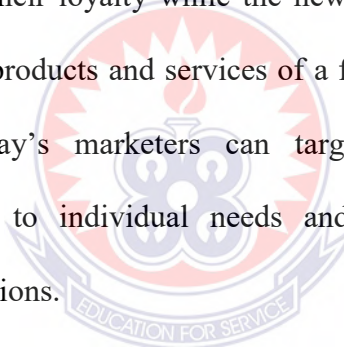 their loyalty while the new
products and services of a f
ay's marketers can targ
to individual needs and
ions.
EDUCATION FOR SERVICE